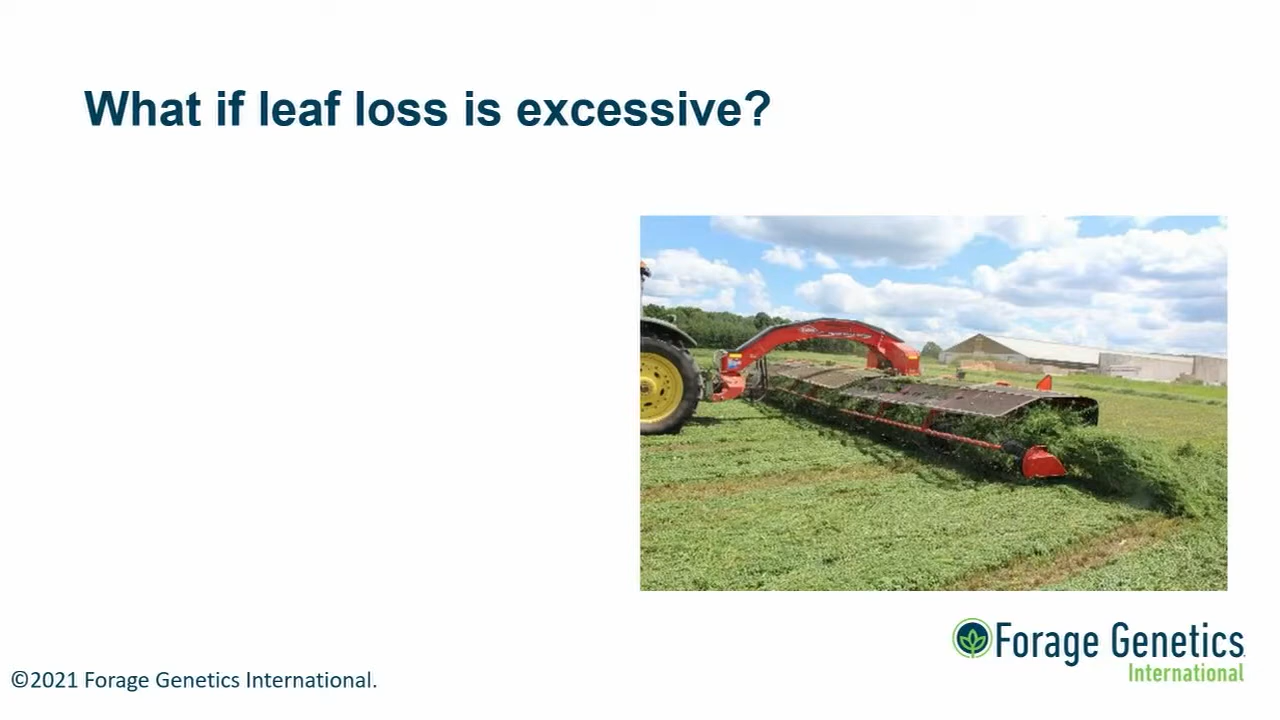 What if leaf loss is excessive?
Forage Genetics
International
©2021 Forage Genetics International.